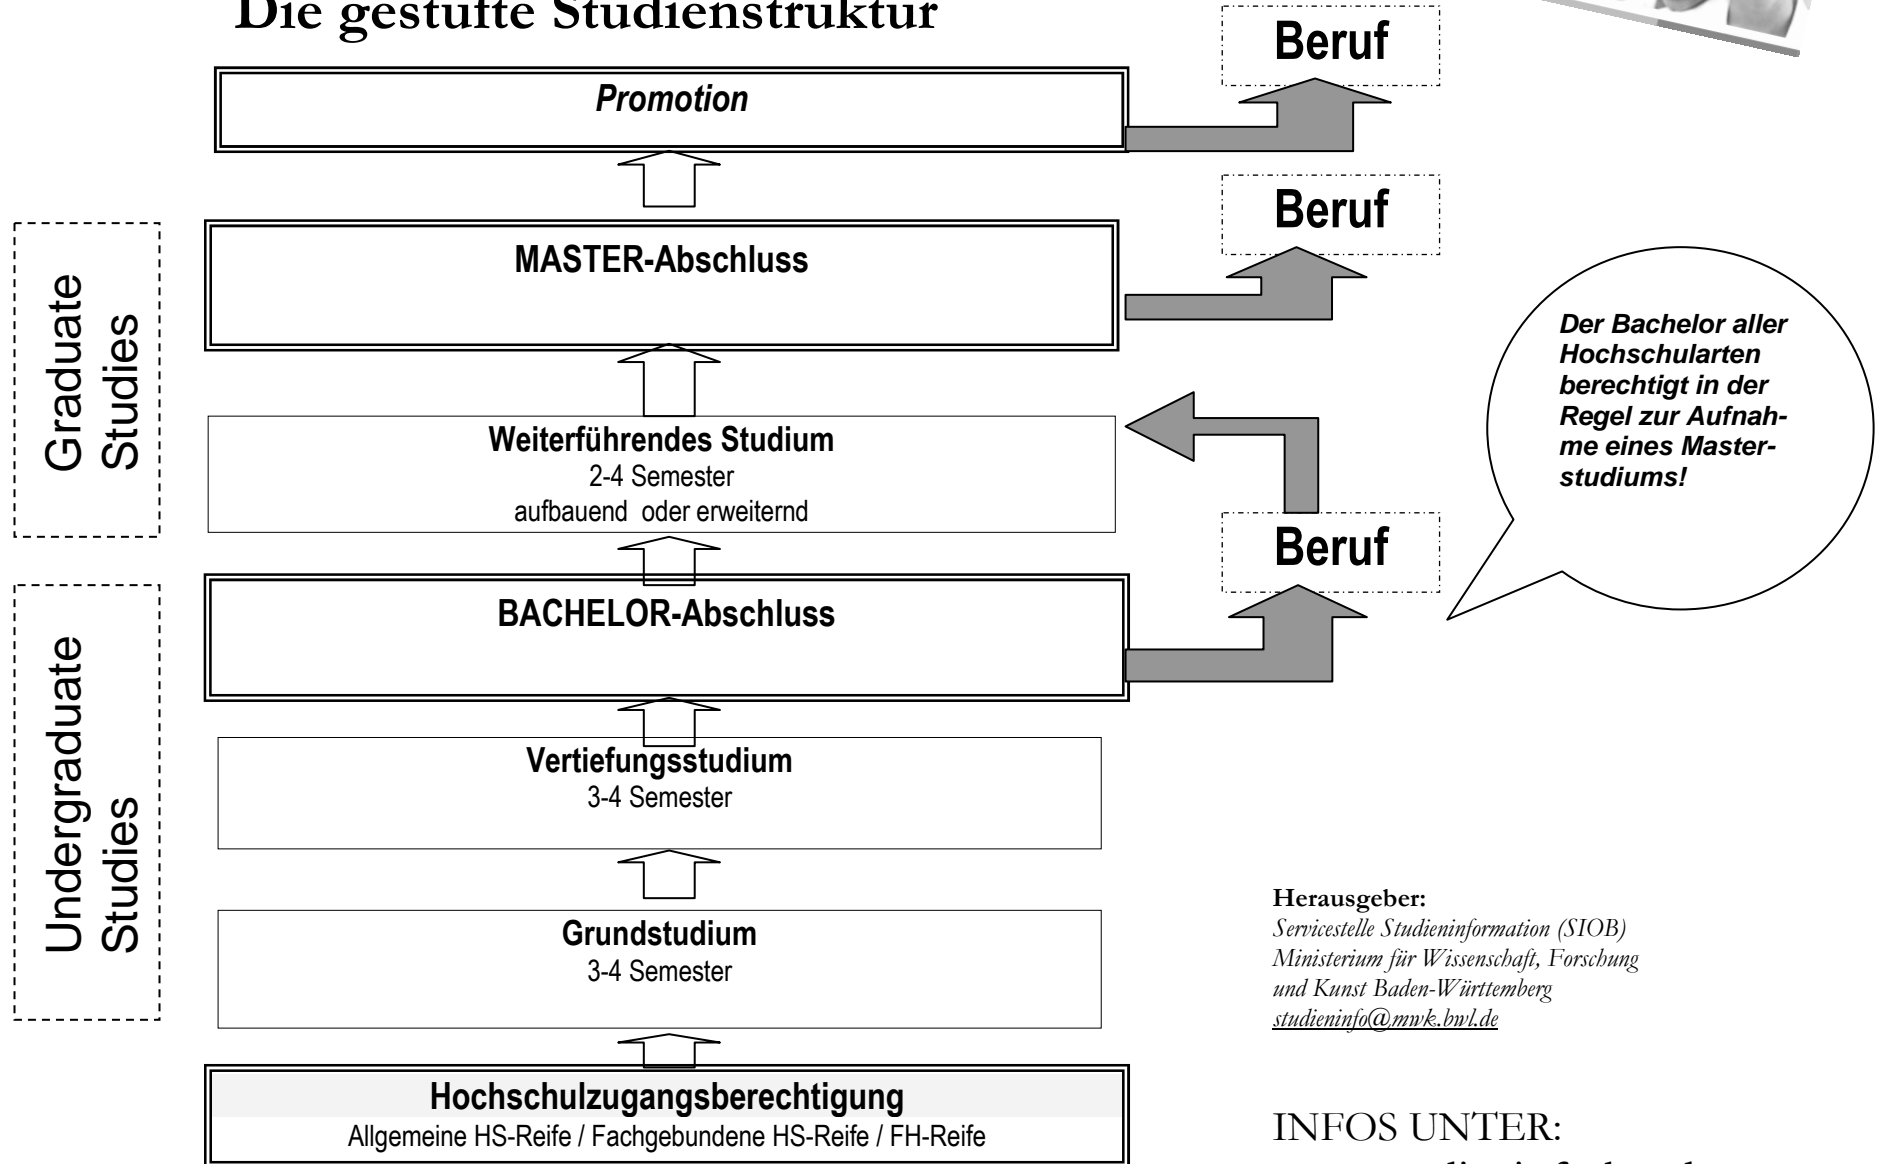 Die gestufte Studienstruktur
Beruf
Promotion
Beruf
MASTER-Abschluss
Graduate
Studies
Der Bachelor aller
Hochschularten
berechtigt in der
Regel zur Aufnah-
me eines Master-
studiums!
Weiterführendes Studium
2-4 Semester
aufbauend oder erweiternd
Beruf
BACHELOR-Abschluss
Undergraduate
Studies
Vertiefungsstudium
3-4 Semester
Grundstudium
3-4 Semester
Herausgeber:
Servicestelle Studieninformation (SIOB)
Ministerium für Wissenschaft, Forschung
und Kunst Baden-Württemberg
studieninfo@mwk.bwl.de
Hochschulzugangsberechtigung
Allgemeine HS-Reife / Fachgebundene HS-Reife / FH-Reife
INFOS UNTER: